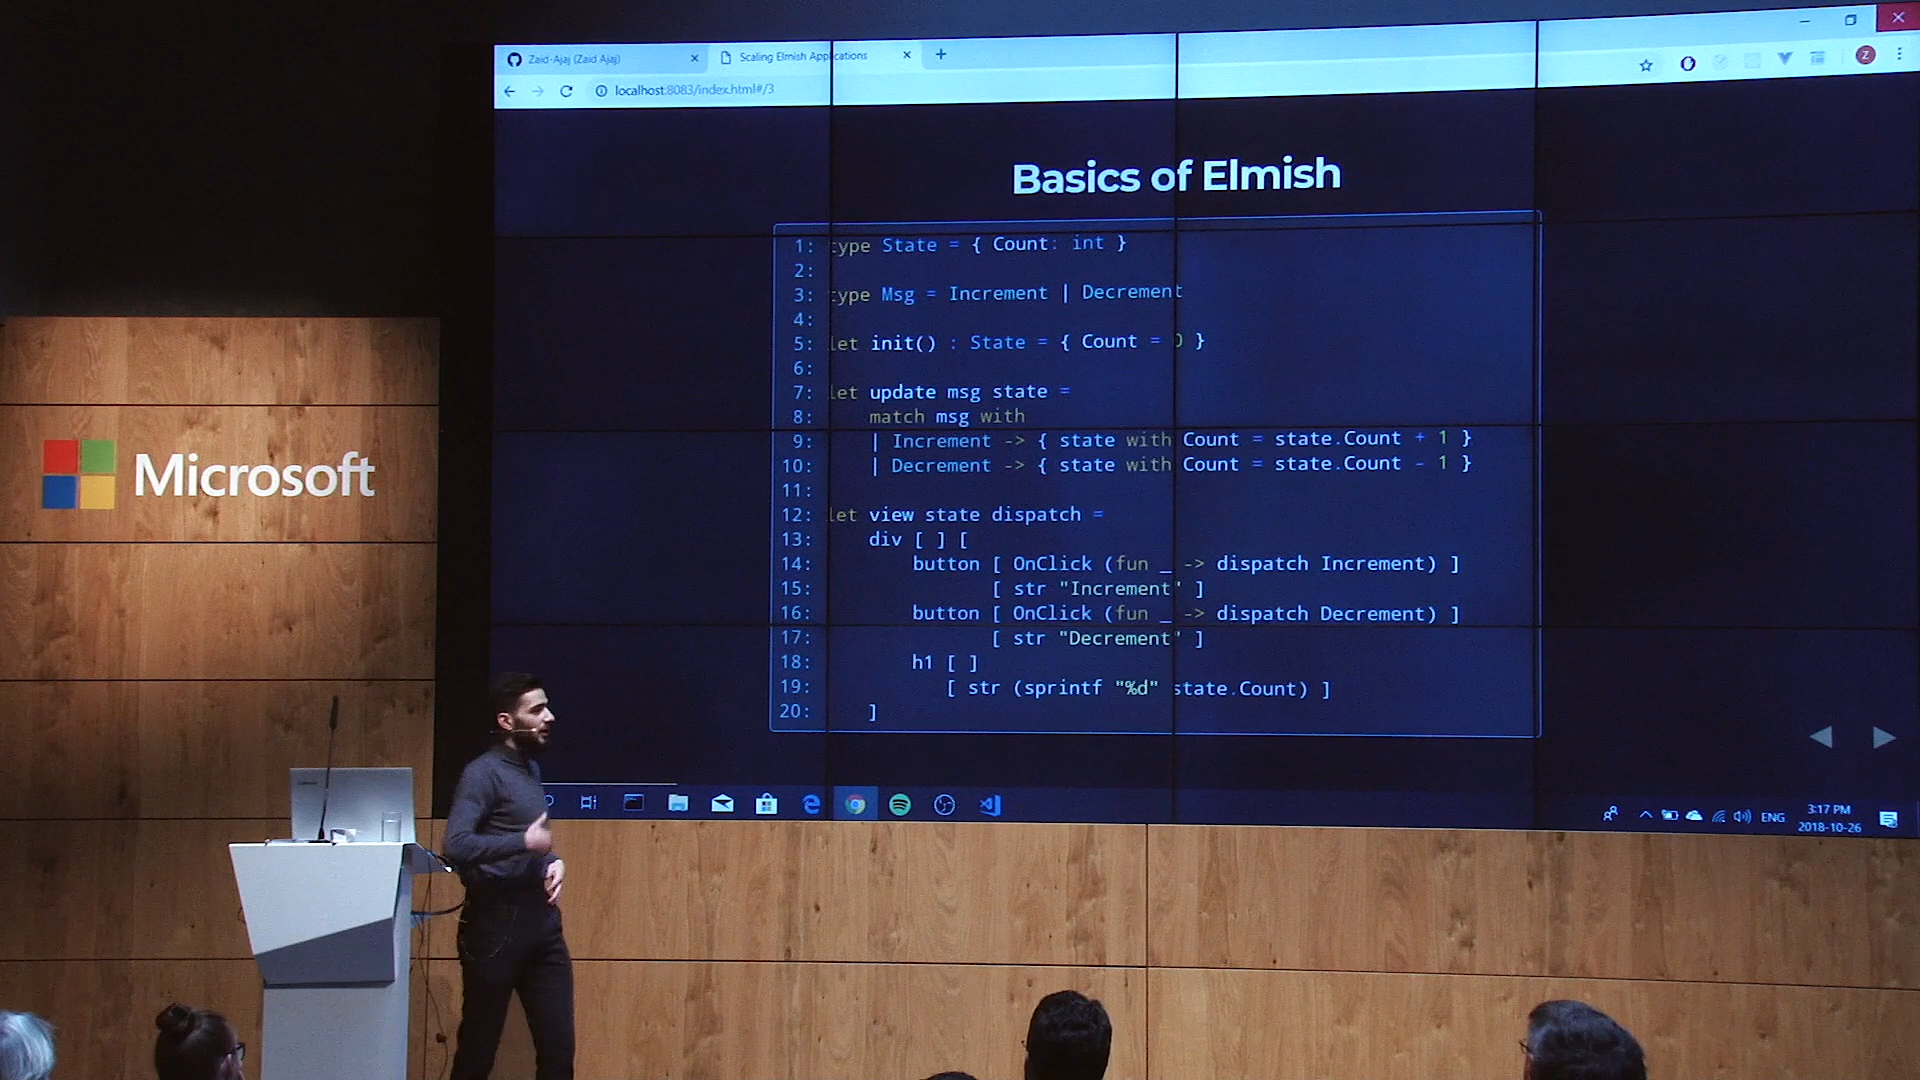 Zaid-Ajaj (Zaid Ajaj)
Scaling Elmish Applications
localhost:8083/index.html#/3
Z
Basics of Elmish
1: type State = { Count: int }
2:
3: type Msg = Increment | Decrement
4:
5: let init() : State = { Count = 0 }
6:
7: let update msg state =
8: match msg with
9: | Increment -> { state with Count = state.Count + 1 }
10: | Decrement -> { state with Count = state.Count - 1 }
11:
12: let view state dispatch =
13: div [ ] [
14: button [ OnClick (fun _ -> dispatch Increment) ]
15: [ str "Increment" ]
16: button [ OnClick (fun _ -> dispatch Decrement) ]
17: [ str "Decrement" ]
18: h1 [ ]
19: [ str (sprintf "%d" state.Count) ]
20: ]
Microsoft
ENG
3:17 PM
2018-10-26